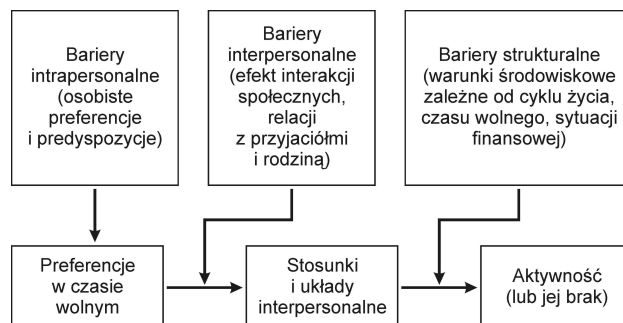 Bariery
intrapersonalne
(osobiste
preferencje
i predyspozycje)
Bariery
interpersonalne
(efekt interakcji
społecznych,
relacji
z przyjaciółmi
i rodziną)
Bariery strukturalne
(warunki środowiskowe
zależne od cyklu życia,
czasu wolnego, sytuacji
finansowej)
Preferencje
w czasie
wolnym
Stosunki
i układy
interpersonalne
Aktywność
(lub jej brak)